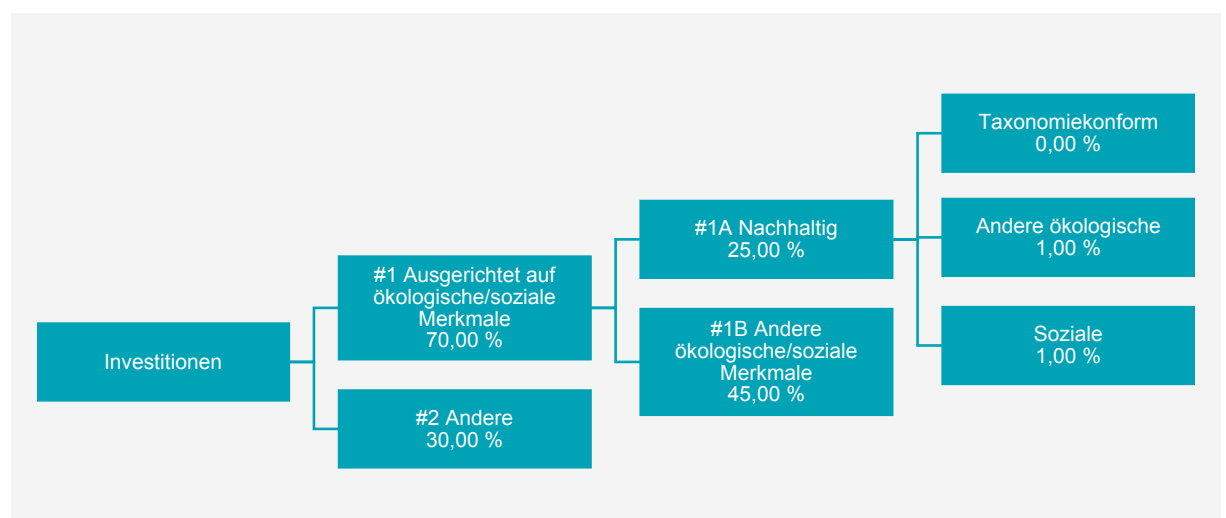 Investitionen
#1 Ausgerichtet auf
ökologische/soziale
Merkmale
70,00 %
#2 Andere
30,00 %
#1A Nachhaltig
25,00 %
#1B Andere
ökologische/soziale
Merkmale
45,00 %
Taxonomiekonform
0,00 %
Andere ökologische
1,00 %
Soziale
1,00 %